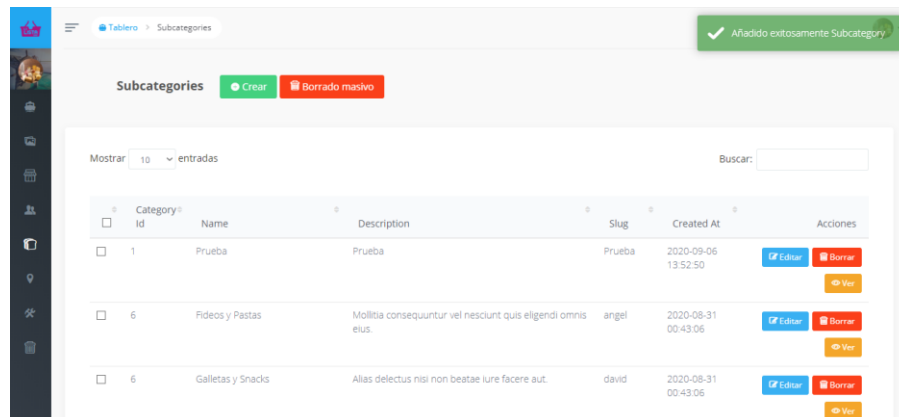 Tablero > Subcategories
Añadido exitosamente Subcategory
Subcategories Crear Borrado masivo
Mostrar 10 entradas Buscar:
Category Id Name Description Slug Created At Acciones
1 Prueba Prueba Prueba 2020-09-06 13:52:50 Editar Borrar
Ver
6 Fideos y Pastas Mollitia consequuntur vel nesciunt quis eligendi omnis eius. angel 2020-08-31 00:43:06 Editar Borrar
Ver
6 Galletas y Snacks Alias delectus nisi non beatae iure facere aut. david 2020-08-31 00:43:06 Editar Borrar
Ver